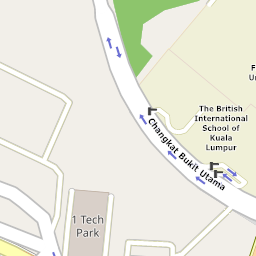 The British
International
School of
Kuala
Lumpur
Changkat Bukit Utama
1 Tech
Park